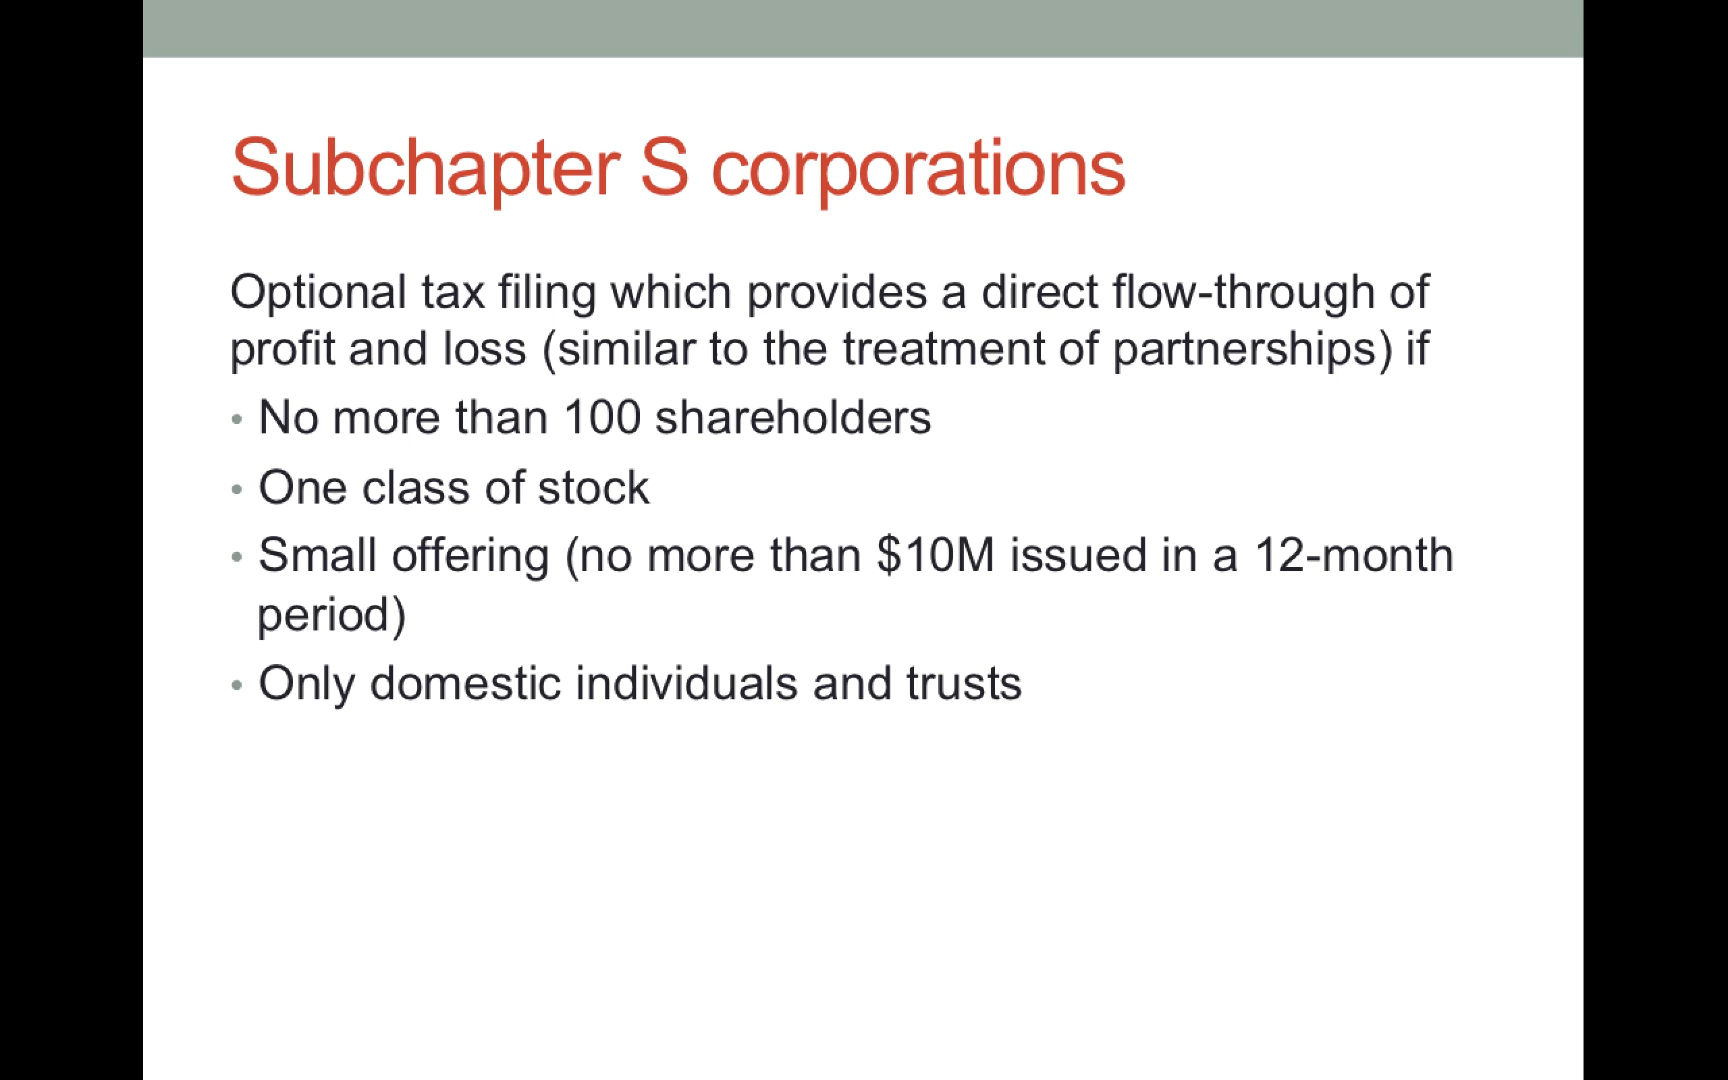 Subchapter S corporations
Optional tax filing which provides a direct flow-through of
profit and loss (similar to the treatment of partnerships) if
• No more than 100 shareholders
• One class of stock
• Small offering (no more than $10M issued in a 12-month
period)
• Only domestic individuals and trusts